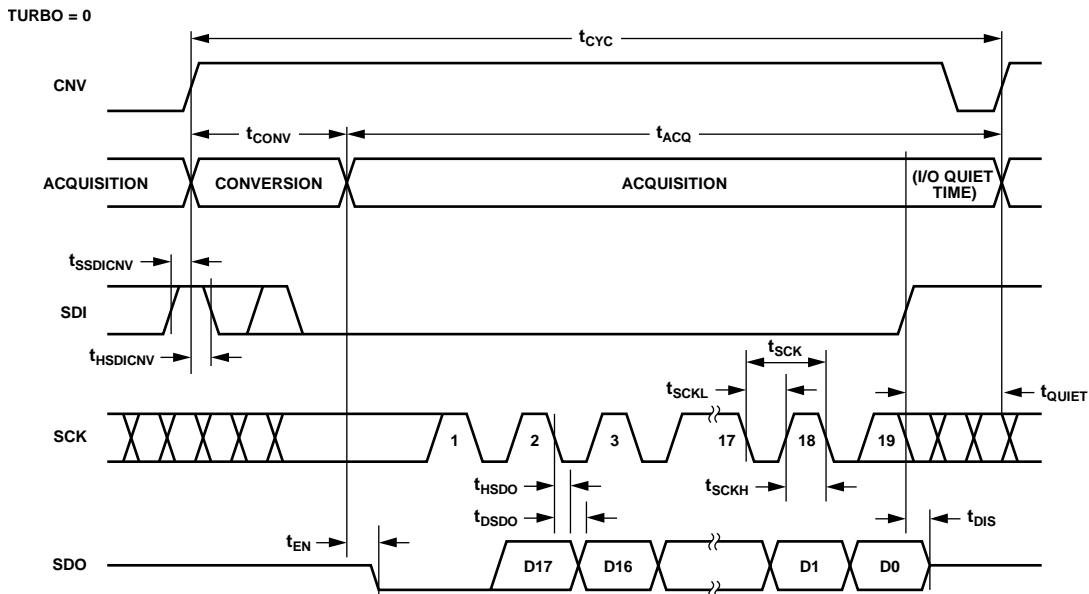 TURBO = 0
tCYC
CNV
tCONV
tACQ
ACQUISITION
CONVERSION
ACQUISITION
(I/O QUIET
TIME)
tSSDICNV
SDI
tHSDICNV
tSCK
tSCKL
tQUIET
SCK
1
2
3
17
18
19
tHSDO
tSCKH
tDSDO
tDIS
tEN
SDO
D17
D16
D1
D0